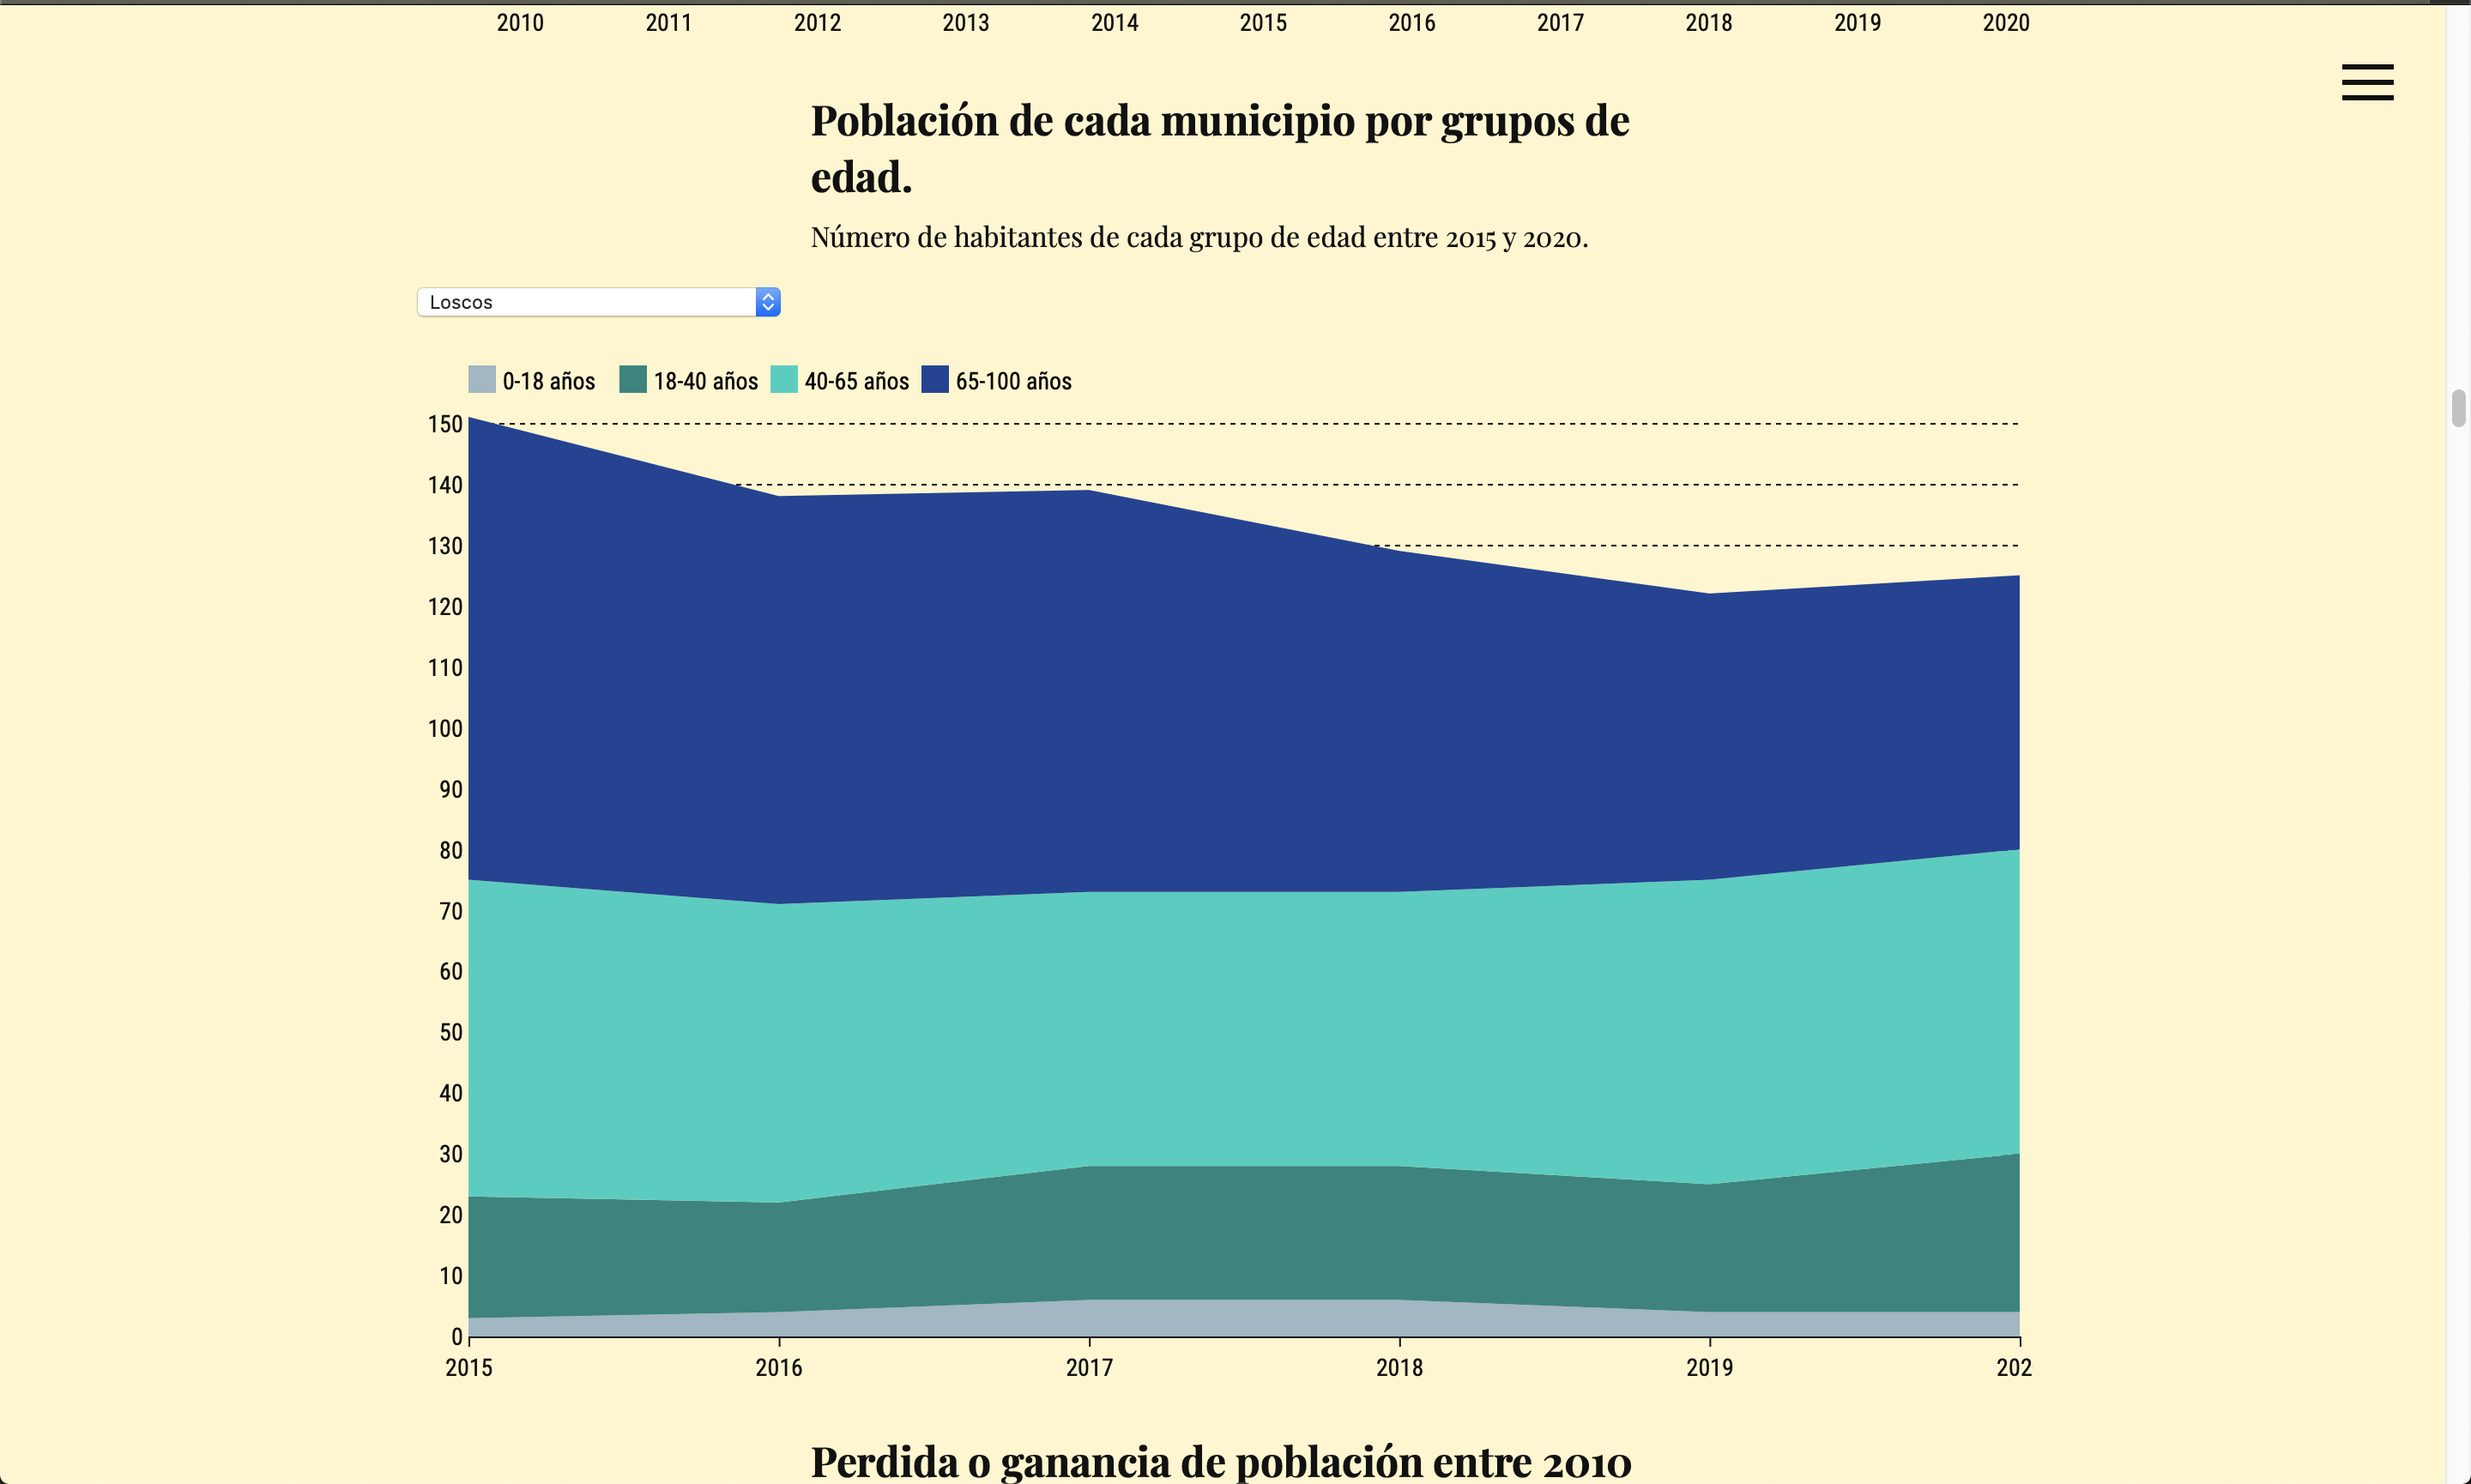 2010 2011 2012 2013 2014 2015 2016 2017 2018 2019 2020
Población de cada municipio por grupos de
edad.
Número de habitantes de cada grupo de edad entre 2015 y 2020.
Loscos
0-18 años 18-40 años 40-65 años 65-100 años
150
140
130
120
110
100
90
80
70
60
50
40
30
20
10
0
2015 2016 2017 2018 2019 202
Perdida o ganancia de población entre 2010